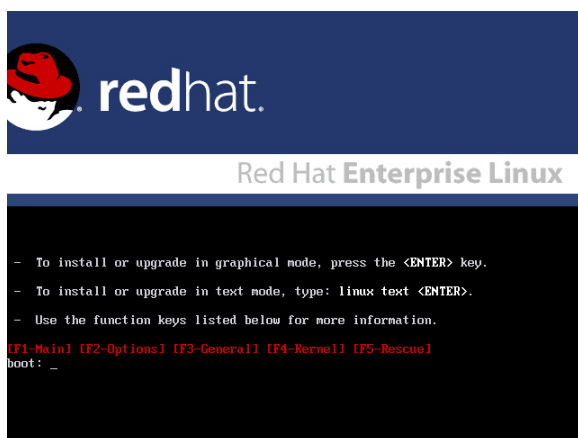 redhat.
Red Hat Enterprise Linux
- To install or upgrade in graphical mode, press the <ENTER> key.
- To install or upgrade in text mode, type: linux text <ENTER>.
- Use the function keys listed below for more information.
[F1-Main] [F2-Options] [F3-General] [F4-Kernel] [F5-Rescue]
boot: _